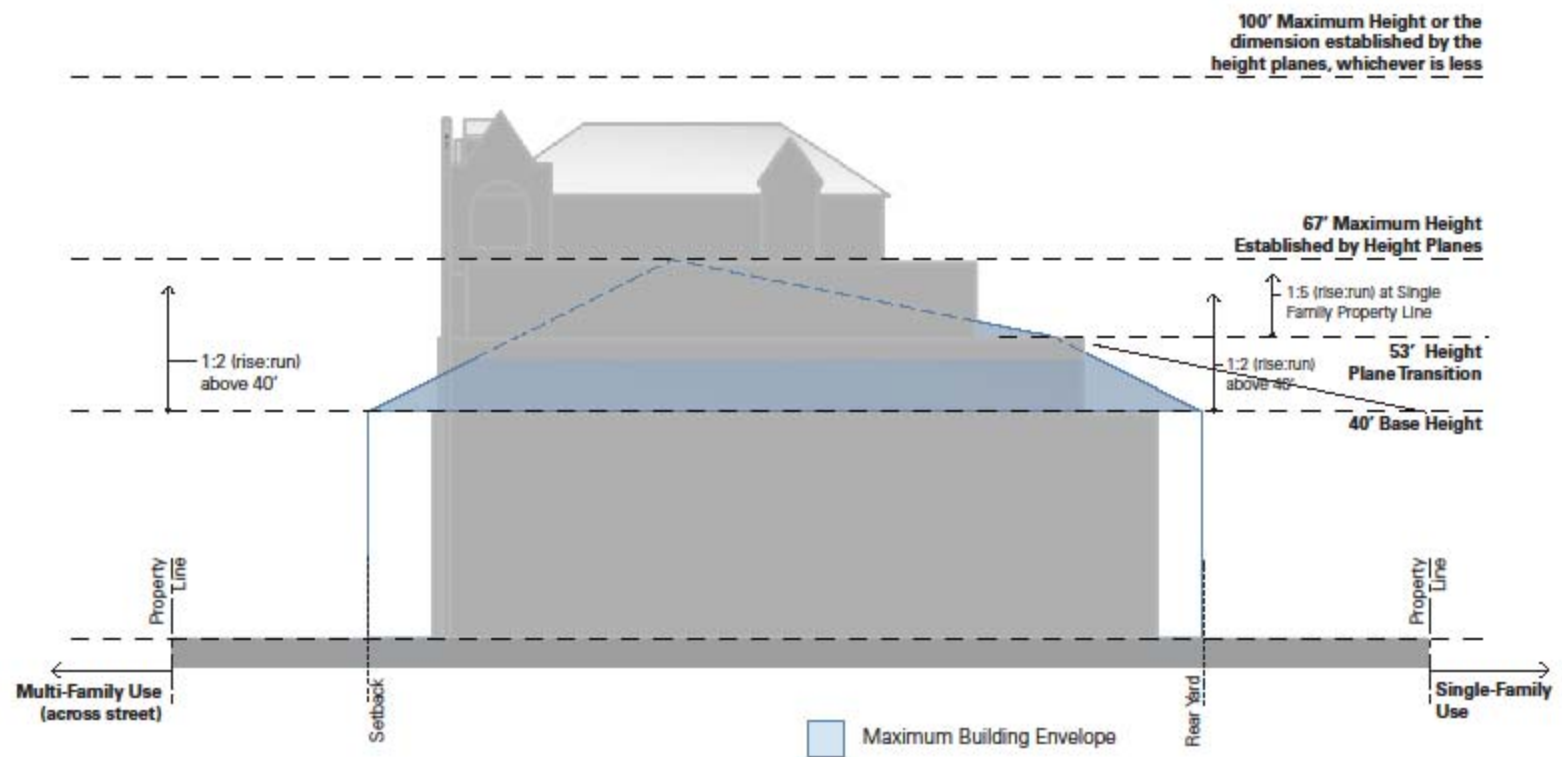 100' Maximum Height or the
dimension established by the
height planes, whichever is less
67' Maximum Height
Established by Height Planes
1:5 (rise:run) at Single
Family Property Line
53' Height
Plane Transition
1:2 (rise:run)
above 40'
1:2 (rise:run)
above 40'
40' Base Height
Property
Line
Property
Line
Multi-Family Use
(across street)
Setback
Rear Yard
Single-Family
Use
Maximum Building Envelope